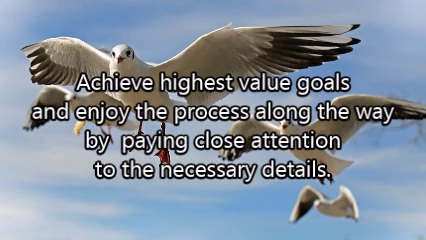 Achieve highest value goals
and enjoy the process along the way
by  paying close attention
to the necessary details.